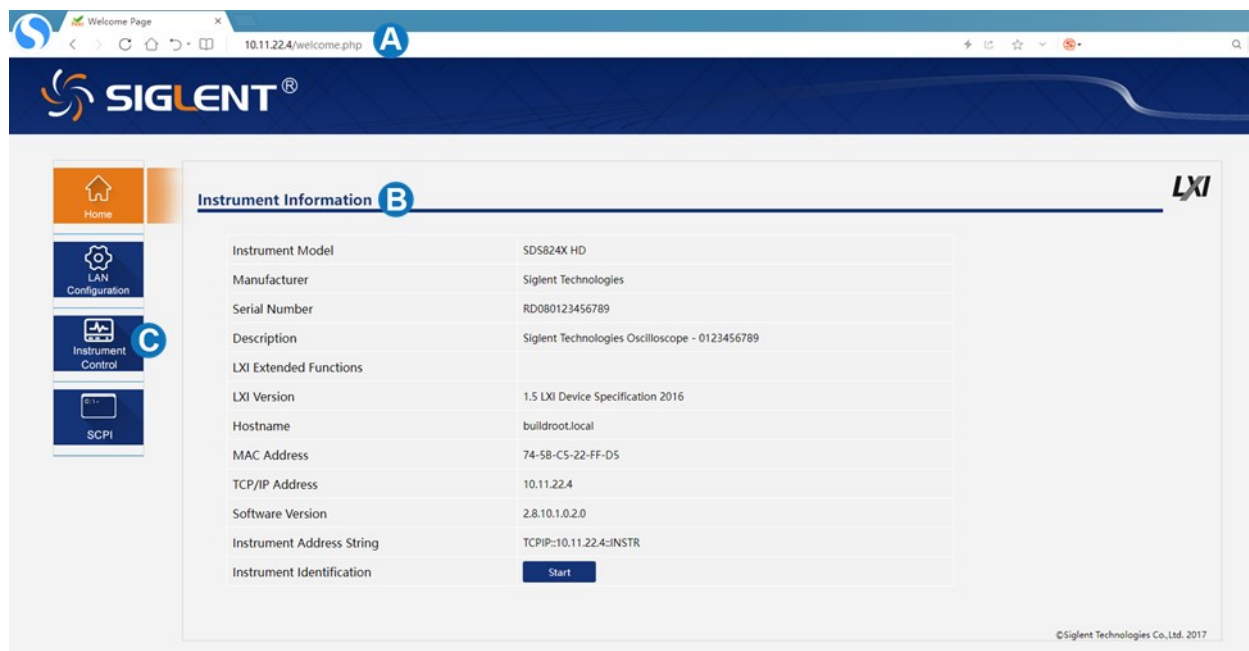 Welcome Page
10.11.22.4/welcome.php A
SIGLENT®
Home
LAN
Configuration
Instrument
Control
C
SCPI
Instrument Information B
LXI
Instrument Model SDS824X HD
Manufacturer Siglent Technologies
Serial Number RD080123456789
Description Siglent Technologies Oscilloscope - 0123456789
LXI Extended Functions
LXI Version 1.5 LXI Device Specification 2016
Hostname buildroot.local
MAC Address 74-5B-C5-22-FF-D5
TCP/IP Address 10.11.22.4
Software Version 2.8.10.1.0.2.0
Instrument Address String TCPIP::10.11.22.4::INSTR
Instrument Identification Start
©Siglent Technologies Co.,Ltd. 2017